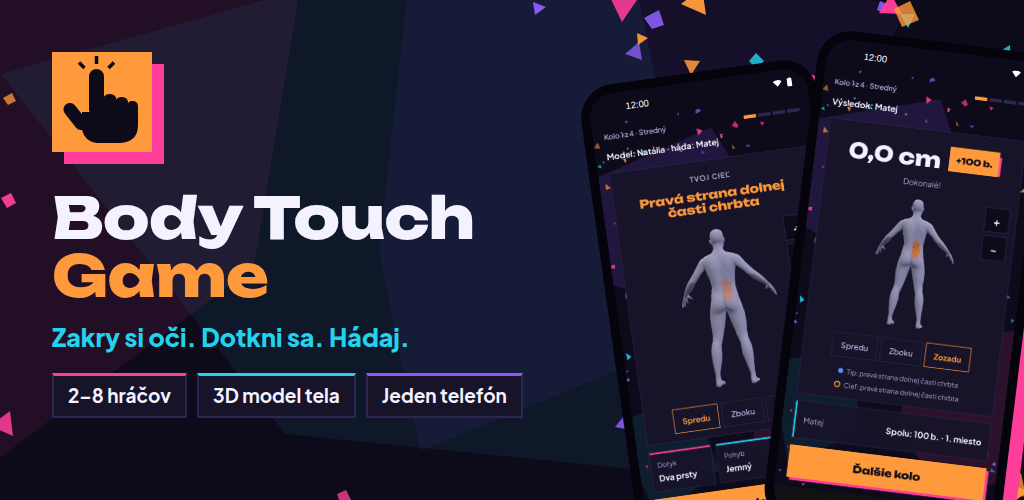 Body Touch
Game
Zakry si oči. Dotkni sa. Hádaj.
2–8 hráčov
3D model tela
Jeden telefón
12:00
Kolo 1 z 4 · Stredný
Model: Natália · háda: Matej
TVOJ CIEĽ
Pravá strana dolnej
časti chrbta
Spredu
Zboku
Dotyk
Dva prsty
Pohyb
Jemný
12:00
Kolo 1 z 4 · Stredný
Výsledok: Matej
0,0 cm
+100 b.
Dokonalé!
+
−
Spredu
Zboku
Zozadu
Tip: pravá strana dolnej časti chrbta
Cieľ: pravá strana dolnej časti chrbta
Matej
Spolu: 100 b. · 1. miesto
Ďalšie kolo